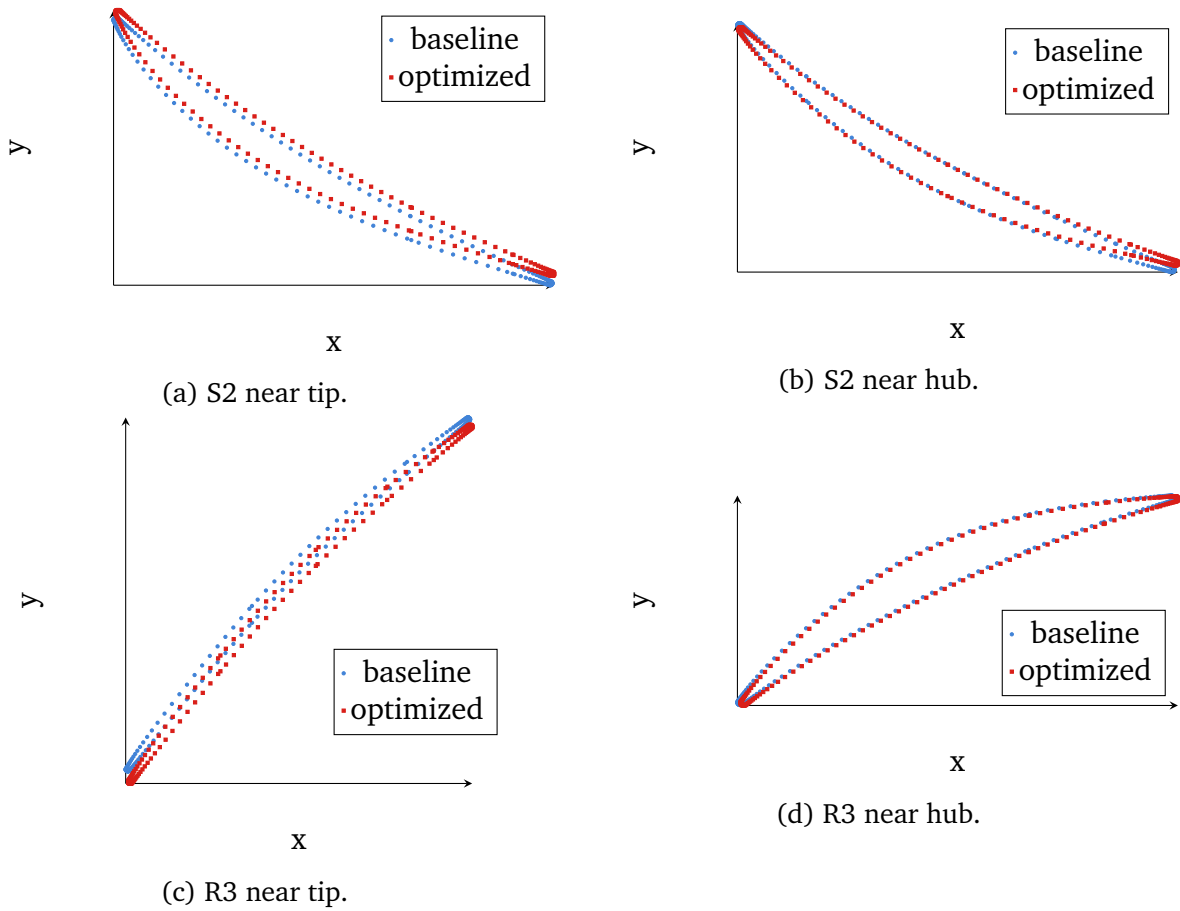 baseline
optimized
y
x
(a) S2 near tip.
baseline
optimized
y
x
(b) S2 near hub.
y
baseline
optimized
x
(c) R3 near tip.
y
baseline
optimized
x
(d) R3 near hub.